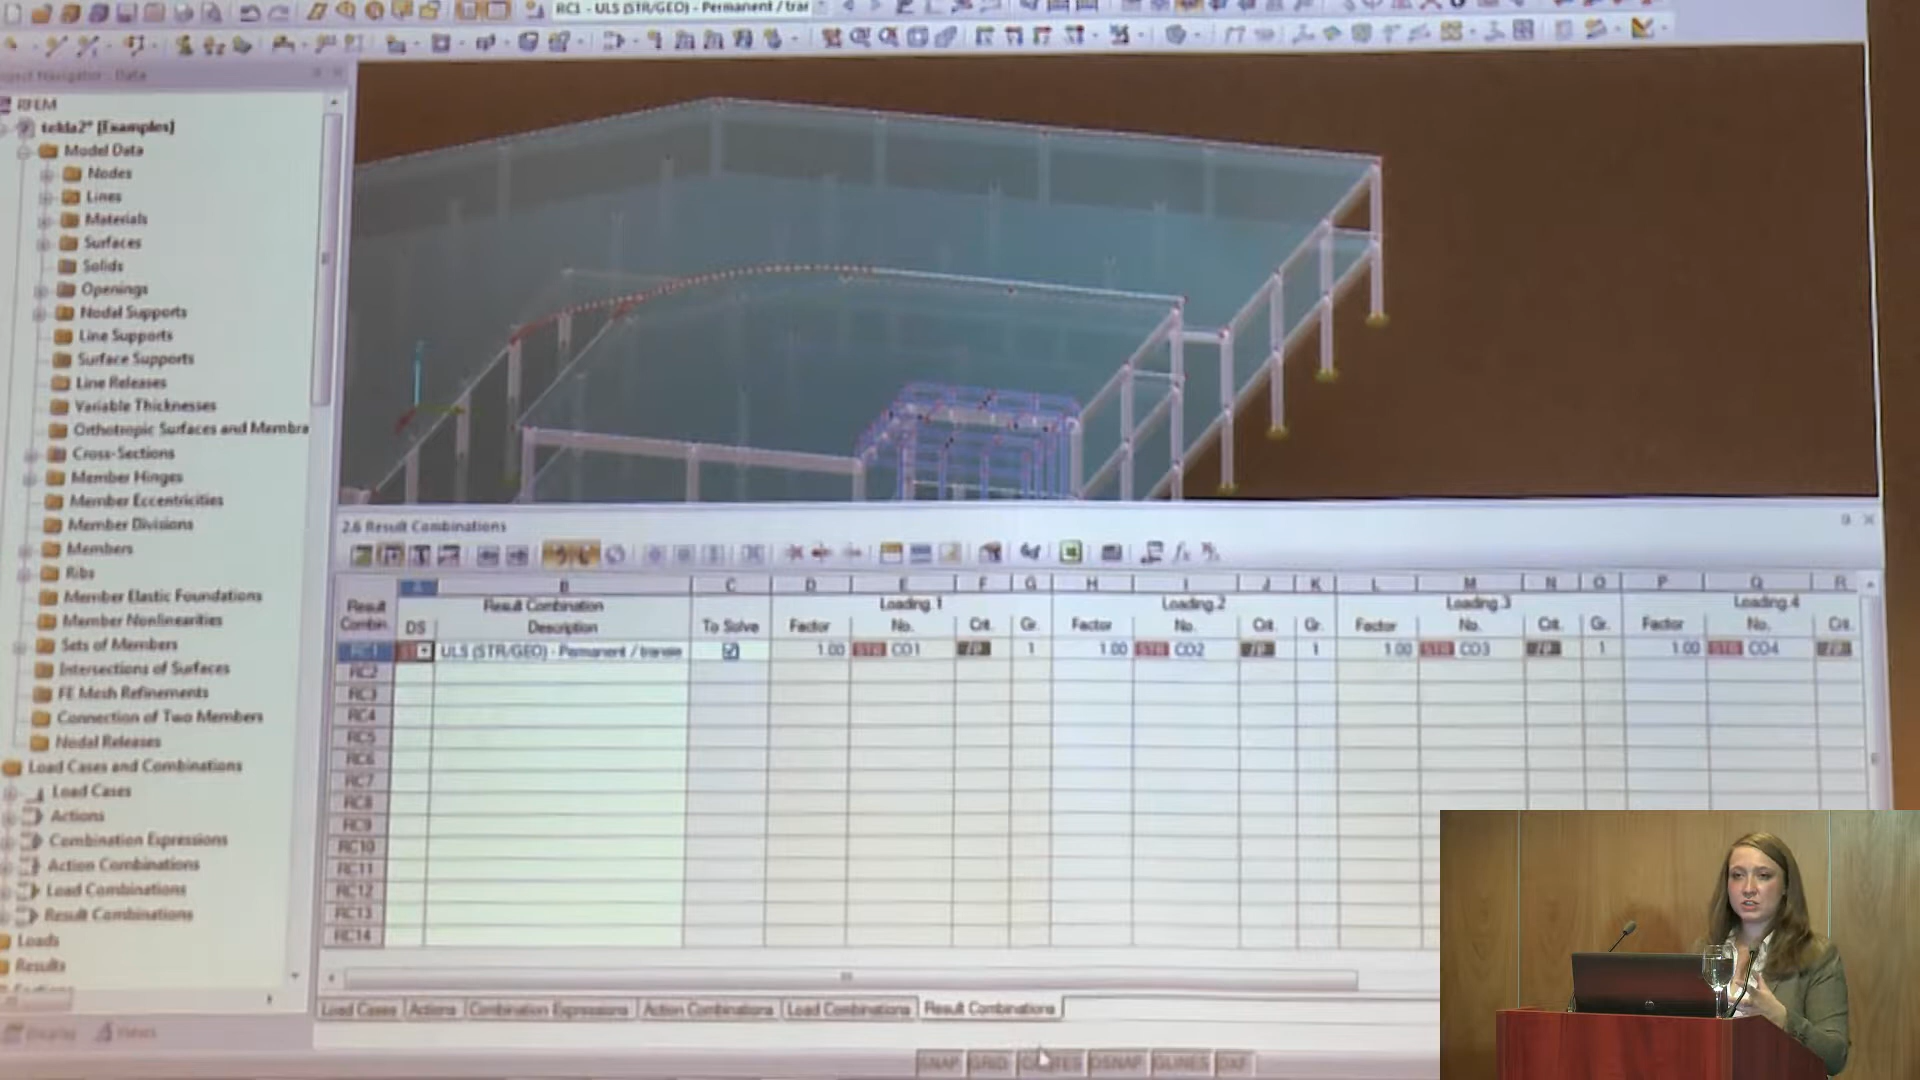 RC1 - ULS (STR/GEO) - Permanent / tran
Project Navigator - Data
RFEM
tekla2* [Examples]
Model Data
Nodes
Lines
Materials
Surfaces
Solids
Openings
Nodal Supports
Line Supports
Surface Supports
Line Releases
Variable Thicknesses
Orthotropic Surfaces and Membra
Cross-Sections
Member Hinges
Member Eccentricities
Member Divisions
Members
Ribs
Member Elastic Foundations
Member Nonlinearities
Sets of Members
Intersections of Surfaces
FE Mesh Refinements
Connection of Two Members
Nodal Releases
Load Cases and Combinations
Load Cases
Actions
Combination Expressions
Action Combinations
Load Combinations
Result Combinations
Loads
Results
Display Views
2.6 Result Combinations
A B C D E F G H I J K L M N O P Q R
Result Result Combination Loading.1 Loading.2 Loading.3 Loading.4
Combin. DS Description To Solve Factor No. Crit. Gr. Factor No. Crit. Gr. Factor No. Crit. Gr. Factor No. Crit.
RC1 ULS (STR/GEO) - Permanent / transie 1.00 STR CO1 /P 1 1.00 STR CO2 /P 1 1.00 STR CO3 /P 1 1.00 STR CO4 /P
RC2
RC3
RC4
RC5
RC6
RC7
RC8
RC9
RC10
RC11
RC12
RC13
RC14
Load Cases Actions Combination Expressions Action Combinations Load Combinations Result Combinations
SNAP GRID CARTES OSNAP GLINES DXF